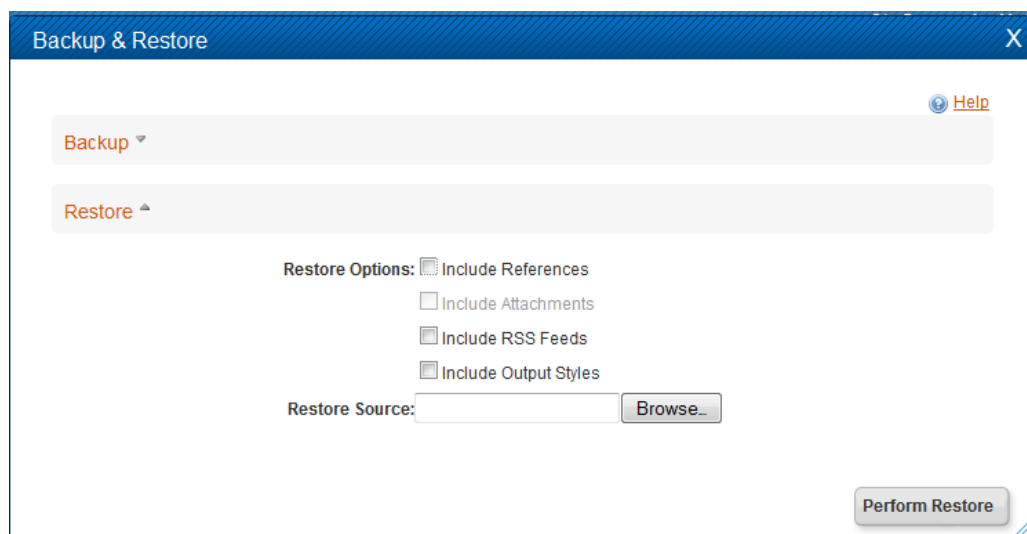 Backup & Restore X
Help
Backup
Restore
Restore Options: Include References
Include Attachments
Include RSS Feeds
Include Output Styles
Restore Source: Browse...
Perform Restore